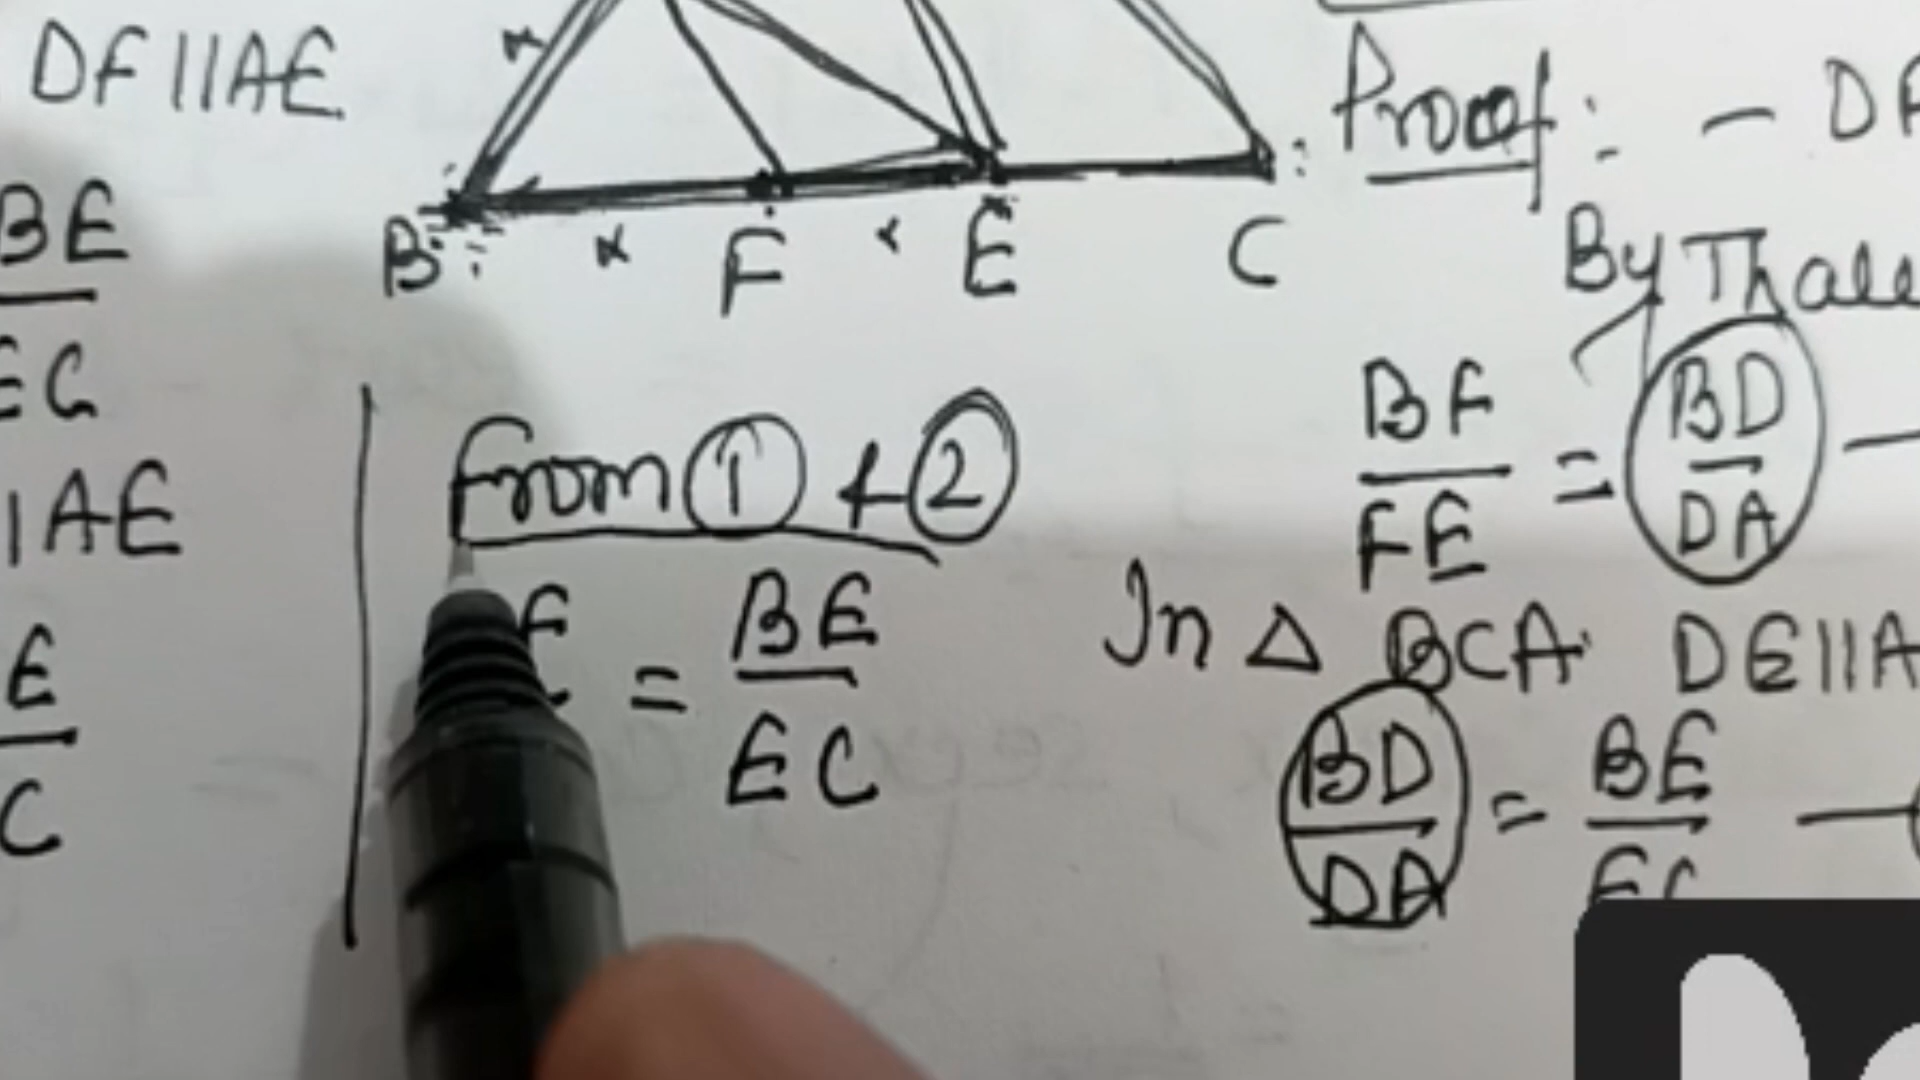 DF||AE
BE
EC
|AE
E
C
B F E C
From ① & ②
F = BE
EC
Proof: -
By
BF = BD
FE DA
In △ BCA DE||A
BD = BE
DA EC